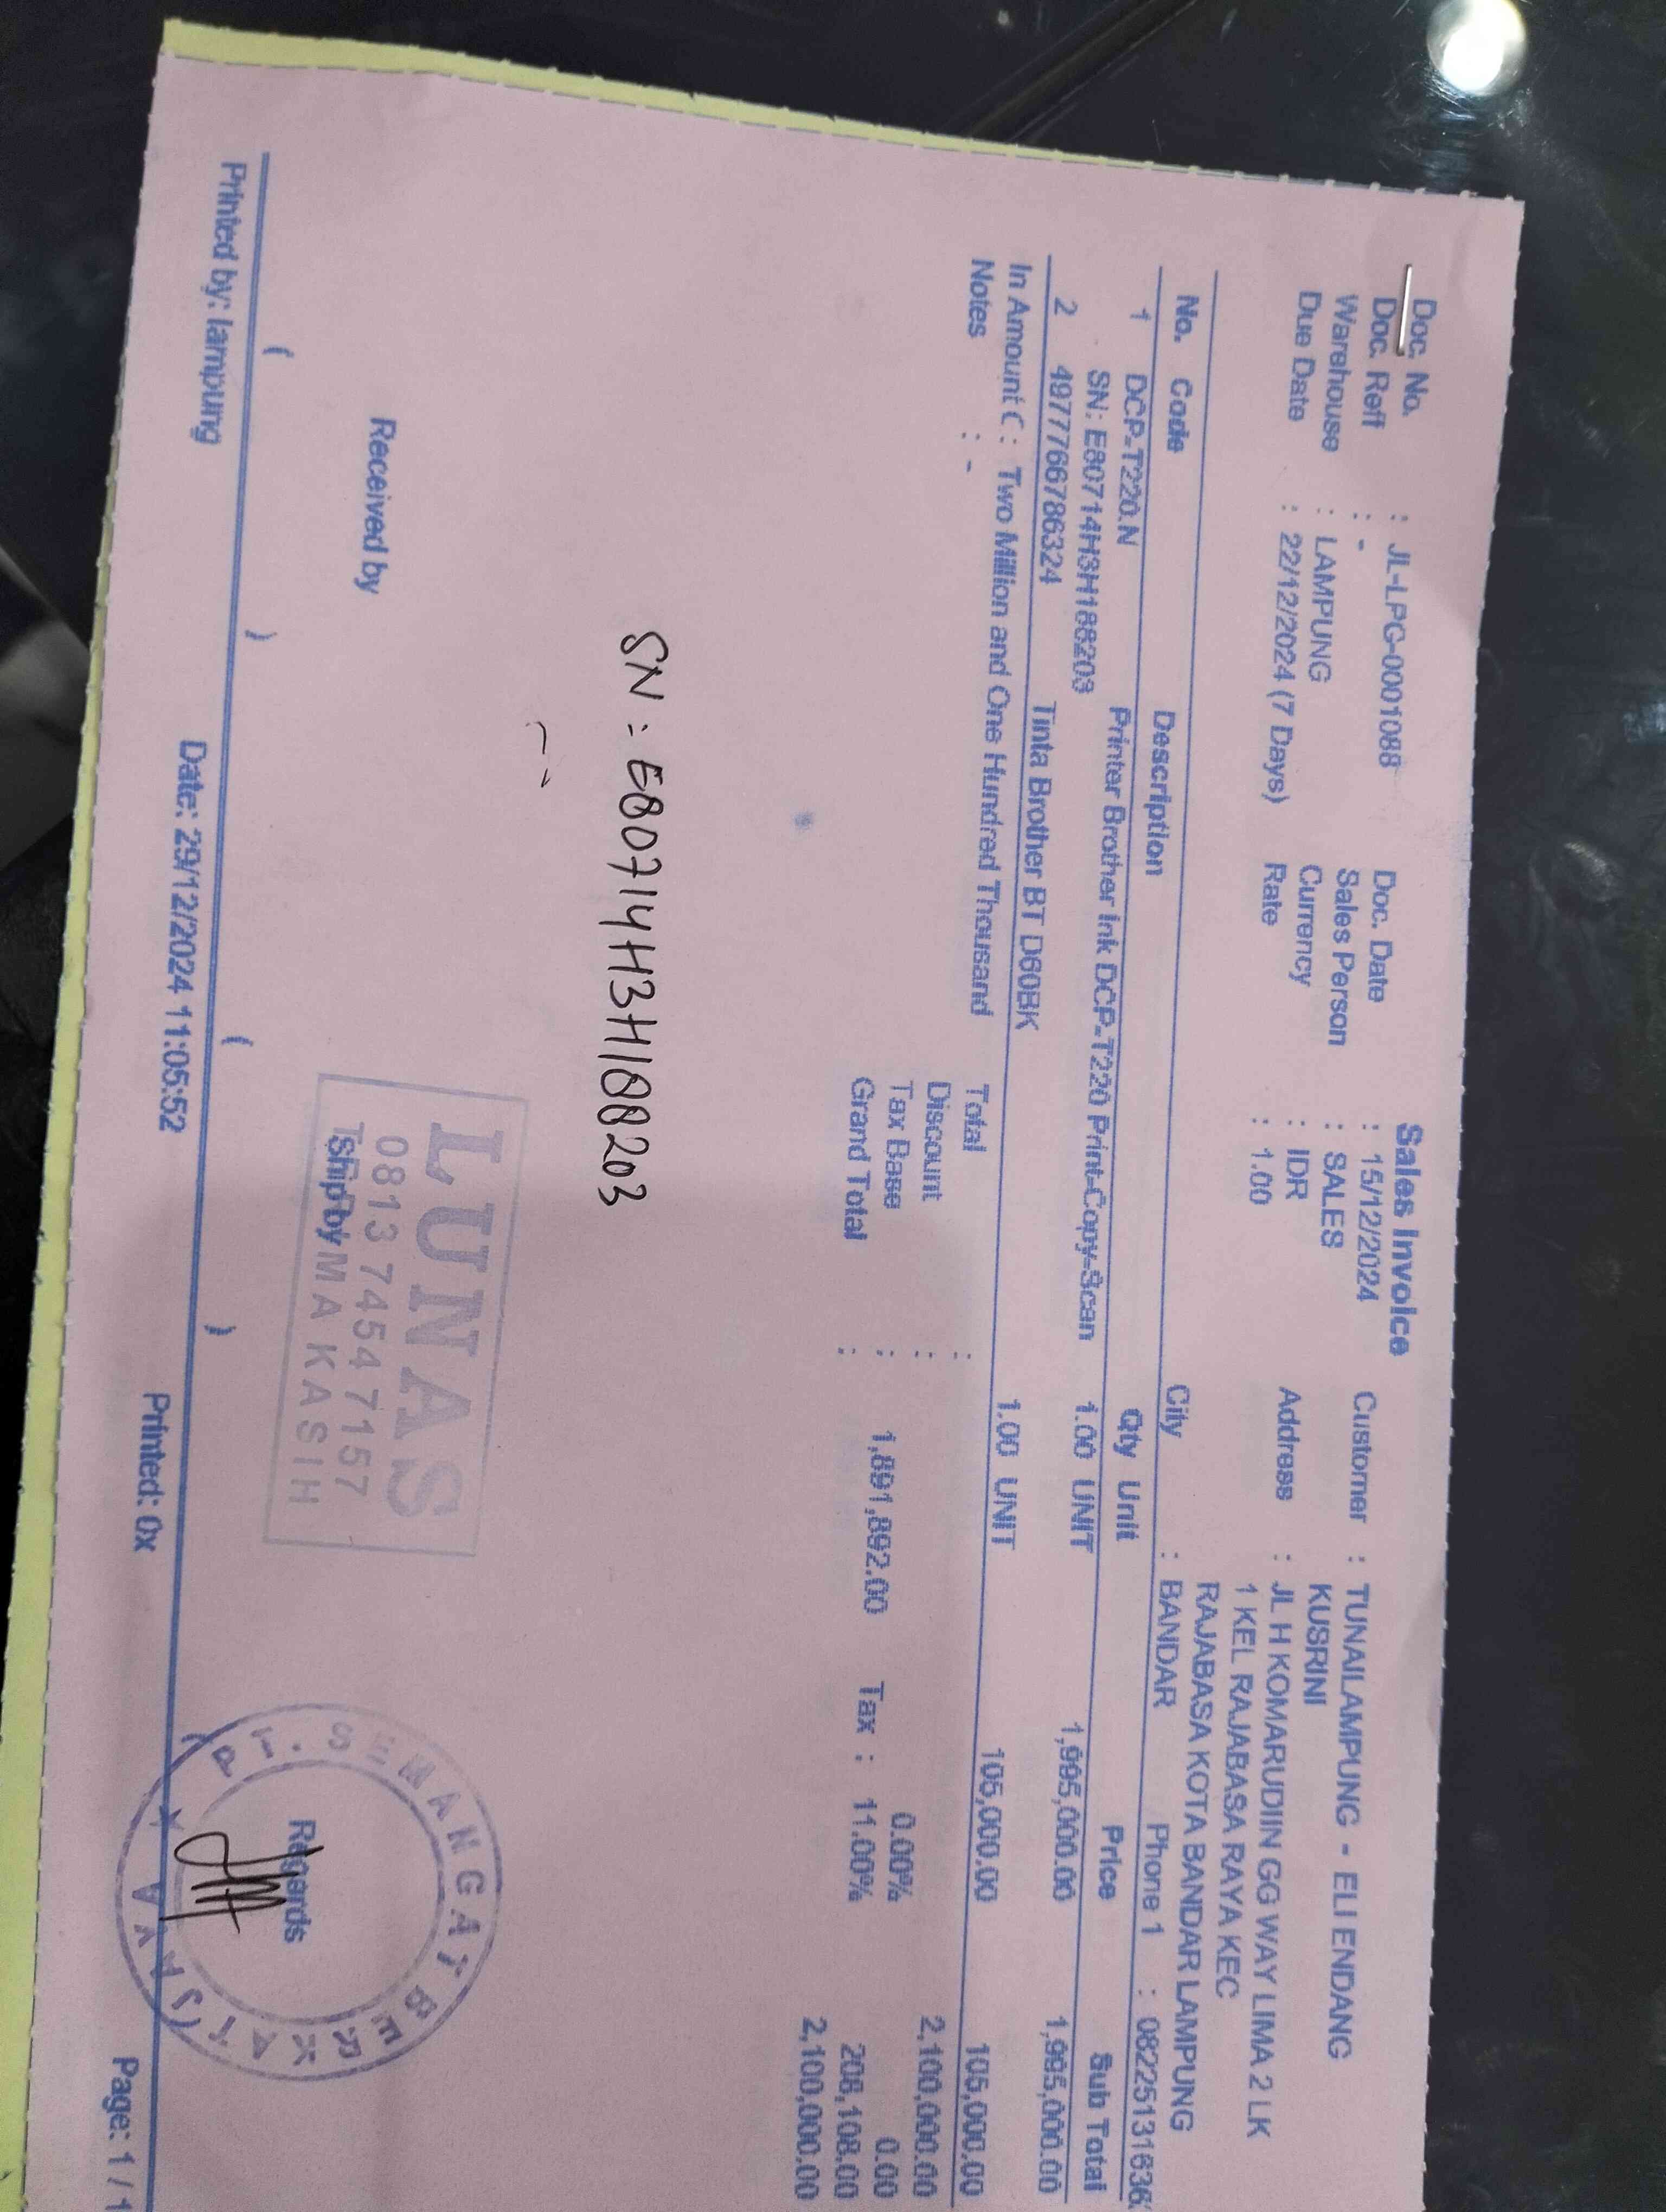 Sales Invoice
Doc. No. : JL-LPG-0001088
Doc. Reff : -
Warehouse : LAMPUNG
Due Date : 22/12/2024 (7 Days)
Doc. Date : 15/12/2024
Sales Person : SALES
Currency : IDR
Rate : 1.00
Customer : TUNAILAMPUNG - ELI ENDANG
KUSRINI
Address : JL H KOMARUDIN GG WAY LIMA 2 LK
1 KEL RAJABASA RAYA KEC
RAJABASA KOTA BANDAR LAMPUNG
City : BANDAR Phone 1 : 08225131636
No. Code Description Qty Unit Price Sub Total
1 DCP-T220.N Printer Brother Ink DCP-T220 Print-Copy-Scan 1.00 UNIT 1,995,000.00 1,995,000.00
SN: E80714H3H188203
2 4977766786324 Tinta Brother BT D60BK 1.00 UNIT 105,000.00 105,000.00
In Amount C : Two Million and One Hundred Thousand
Notes : -
Total : 2,100,000.00
Discount : 0.00% 0.00
Tax Base : 1,891,892.00 Tax : 11.00% 208,108.00
Grand Total : 2,100,000.00
SN : E80714H3H188203
Received by
Ship by
Regards
LUNAS
0813 7454 7157
TERIMA KASIH
PT. SEMANGAT BERKAT JAYA
( ) ( ) (
Printed by: lampung Date: 29/12/2024 11:05:52 Printed: 0x Page: 1 / 1